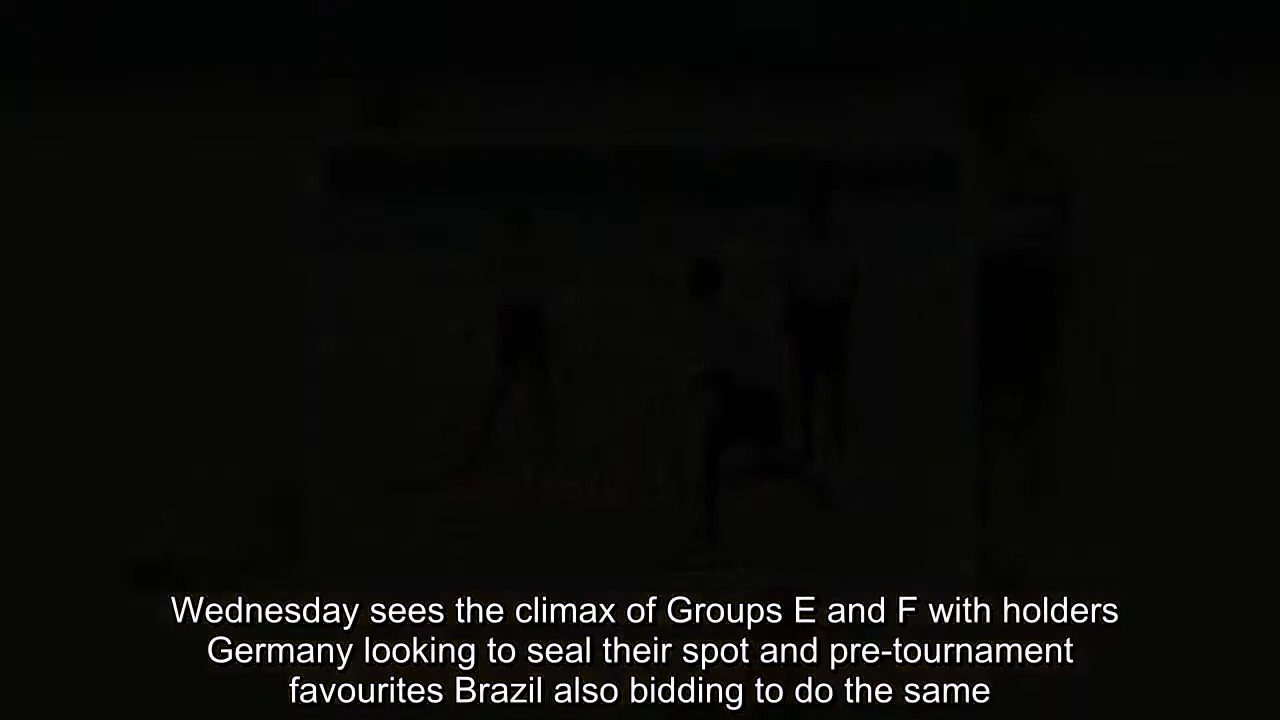 Wednesday sees the climax of Groups E and F with holders
Germany looking to seal their spot and pre-tournament
favourites Brazil also bidding to do the same